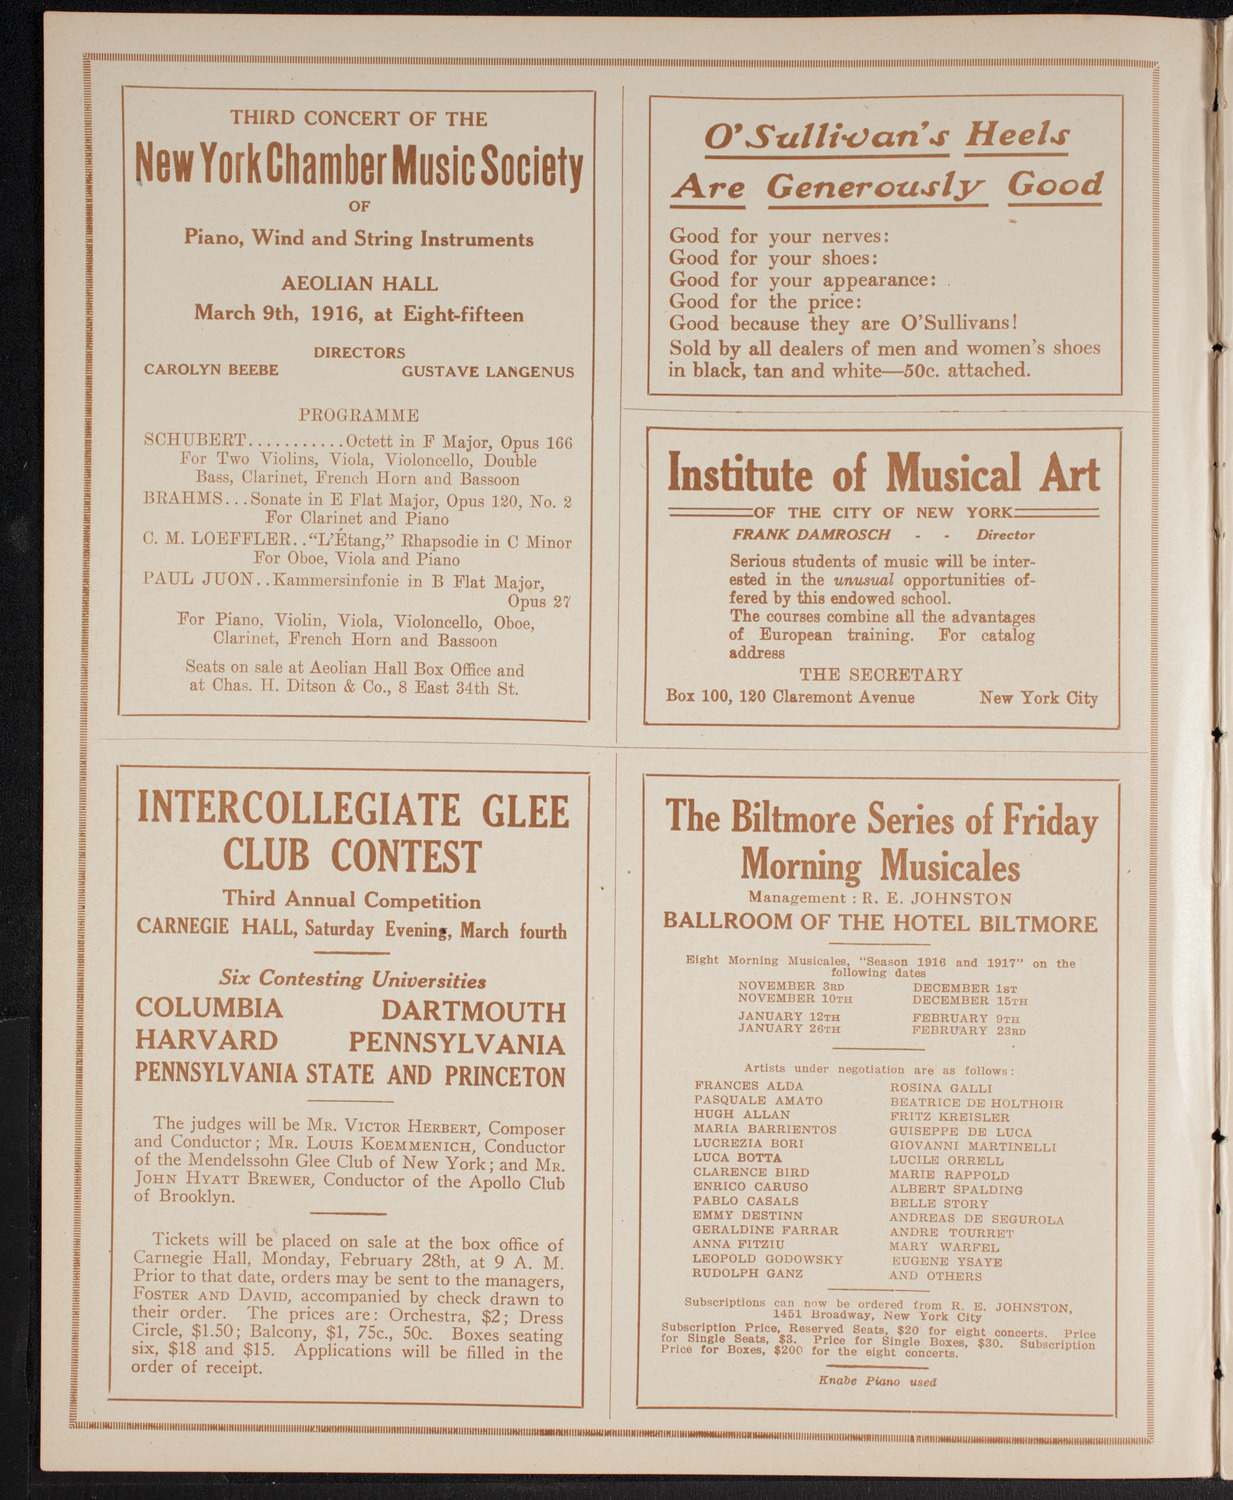 THIRD CONCERT OF THE
New York Chamber Music Society
OF
Piano, Wind and String Instruments
AEOLIAN HALL
March 9th, 1916, at Eight-fifteen
DIRECTORS
CAROLYN BEEBE GUSTAVE LANGENUS
PROGRAMME
SCHUBERT...........Octett in F Major, Opus 166
For Two Violins, Viola, Violoncello, Double
Bass, Clarinet, French Horn and Bassoon
BRAHMS...Sonate in E Flat Major, Opus 120, No. 2
For Clarinet and Piano
C. M. LOEFFLER.."L'Étang," Rhapsodie in C Minor
For Oboe, Viola and Piano
PAUL JUON..Kammersinfonie in B Flat Major,
Opus 27
For Piano, Violin, Viola, Violoncello, Oboe,
Clarinet, French Horn and Bassoon
Seats on sale at Aeolian Hall Box Office and
at Chas. H. Ditson & Co., 8 East 34th St.
O'Sullivan's Heels
Are Generously Good
Good for your nerves:
Good for your shoes:
Good for your appearance:
Good for the price:
Good because they are O'Sullivans!
Sold by all dealers of men and women's shoes
in black, tan and white—50c. attached.
Institute of Musical Art
OF THE CITY OF NEW YORK
FRANK DAMROSCH - - Director
Serious students of music will be inter-
ested in the unusual opportunities of-
fered by this endowed school.
The courses combine all the advantages
of European training. For catalog
address
THE SECRETARY
Box 100, 120 Claremont Avenue New York City
INTERCOLLEGIATE GLEE
CLUB CONTEST
Third Annual Competition
CARNEGIE HALL, Saturday Evening, March fourth
Six Contesting Universities
COLUMBIA DARTMOUTH
HARVARD PENNSYLVANIA
PENNSYLVANIA STATE AND PRINCETON
The judges will be MR. VICTOR HERBERT, Composer
and Conductor; MR. LOUIS KOEMMENICH, Conductor
of the Mendelssohn Glee Club of New York; and MR.
JOHN HYATT BREWER, Conductor of the Apollo Club
of Brooklyn.
Tickets will be placed on sale at the box office of
Carnegie Hall, Monday, February 28th, at 9 A. M.
Prior to that date, orders may be sent to the managers,
FOSTER AND DAVID, accompanied by check drawn to
their order. The prices are: Orchestra, $2; Dress
Circle, $1.50; Balcony, $1, 75c., 50c. Boxes seating
six, $18 and $15. Applications will be filled in the
order of receipt.
The Biltmore Series of Friday
Morning Musicales
Management : R. E. JOHNSTON
BALLROOM OF THE HOTEL BILTMORE
Eight Morning Musicales, "Season 1916 and 1917" on the
following dates
NOVEMBER 3RD DECEMBER 1ST
NOVEMBER 10TH DECEMBER 15TH
JANUARY 12TH FEBRUARY 9TH
JANUARY 26TH FEBRUARY 23RD
Artists under negotiation are as follows:
FRANCES ALDA ROSINA GALLI
PASQUALE AMATO BEATRICE DE HOLTHOIR
HUGH ALLAN FRITZ KREISLER
MARIA BARRIENTOS GUISEPPE DE LUCA
LUCREZIA BORI GIOVANNI MARTINELLI
LUCA BOTTA LUCILE ORRELL
CLARENCE BIRD MARIE RAPPOLD
ENRICO CARUSO ALBERT SPALDING
PABLO CASALS BELLE STORY
EMMY DESTINN ANDREAS DE SEGUROLA
GERALDINE FARRAR ANDRE TOURRET
ANNA FITZIU MARY WARFEL
LEOPOLD GODOWSKY EUGENE YSAYE
RUDOLPH GANZ AND OTHERS
Subscriptions can now be ordered from R. E. JOHNSTON,
1451 Broadway, New York City
Subscription Price, Reserved Seats, $20 for eight concerts. Price
for Single Seats, $3. Price for Single Boxes, $30. Subscription
Price for Boxes, $200 for the eight concerts.
Knabe Piano used